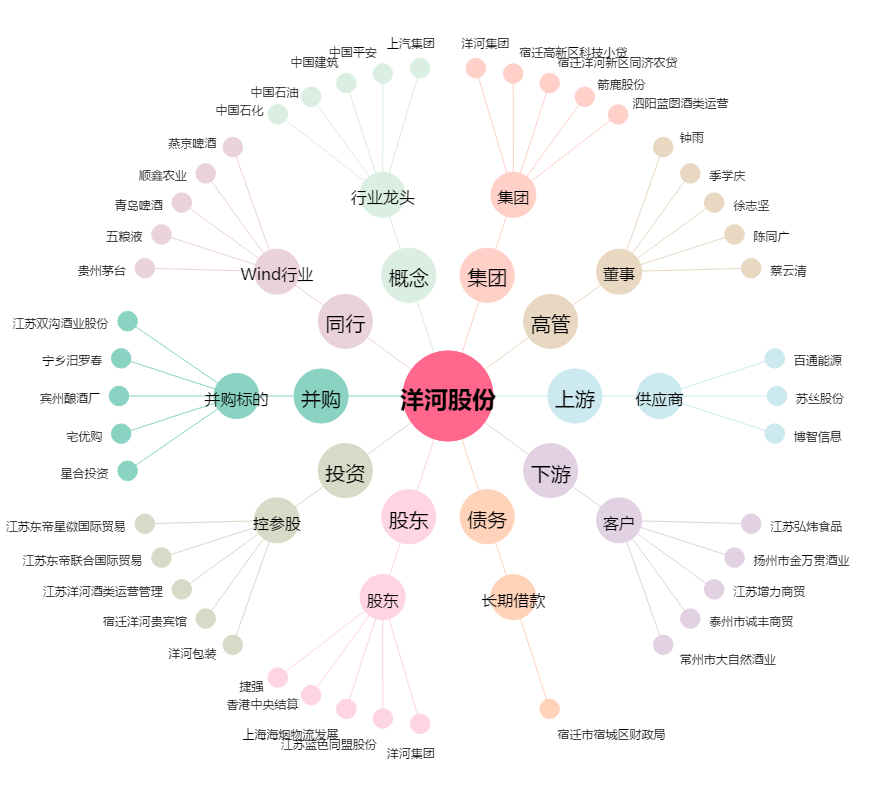 上汽集团
洋河集团
中国平安
宿迁高新区科技小贷
中国建筑
宿迁洋河新区同济农贷
箭鹿股份
中国石油
泗阳蓝图酒类运营
中国石化
钟雨
燕京啤酒
顺鑫农业
季学庆
行业龙头
集团
青岛啤酒
徐志坚
五粮液
陈同广
贵州茅台
Wind行业
概念
集团
董事
蔡云清
江苏双沟酒业股份
同行
高管
宁乡汨罗春
百通能源
宾州酿酒厂
并购标的
并购
洋河股份
上游
供应商
苏丝股份
宅优购
博智信息
星合投资
投资
下游
江苏东帝星徽国际贸易
控参股
股东
债务
客户
江苏弘炜食品
江苏东帝联合国际贸易
扬州市金万贯酒业
江苏洋河酒类运营管理
江苏增力商贸
股东
长期借款
宿迁洋河贵宾馆
泰州市诚丰商贸
洋河包装
常州市大自然酒业
捷强
香港中央结算
上海海烟物流发展
宿迁市宿城区财政局
江苏蓝色同盟股份
洋河集团